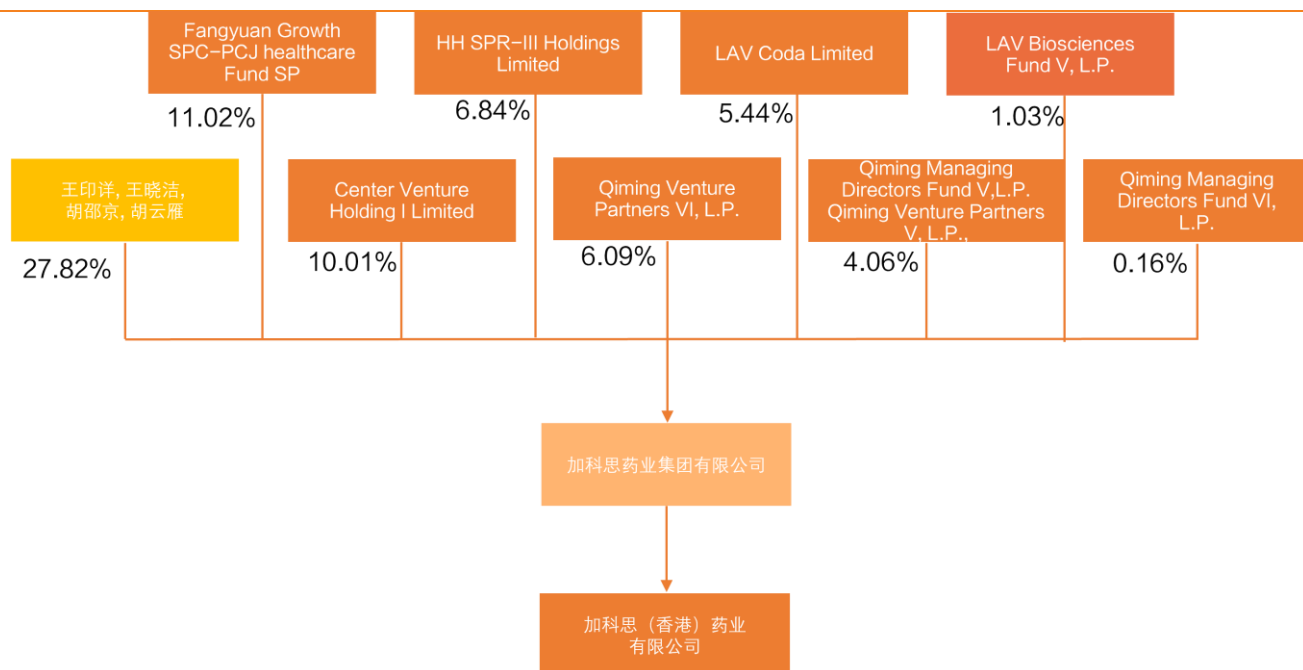 Fangyuan Growth
SPC-PCJ healthcare
Fund SP
11.02%
HH SPR-III Holdings
Limited
6.84%
LAV Coda Limited
5.44%
LAV Biosciences
Fund V, L.P.
1.03%
王印洋, 王晓洁,
胡邵京, 胡云雁
27.82%
Center Venture
Holding I Limited
10.01%
Qiming Venture
Partners VI, L.P.
6.09%
Qiming Managing
Directors Fund V,L.P.
Qiming Venture Partners
V, L.P.,
4.06%
Qiming Managing
Directors Fund VI,
L.P.
0.16%
加科思药业集团有限公司
加科思（香港）药业
有限公司